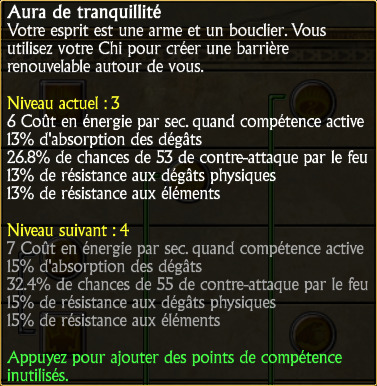 Aura de tranquillité
Votre esprit est une arme et un bouclier. Vous
utilisez votre Chi pour créer une barrière
renouvelable autour de vous.
Niveau actuel : 3
6 Coût en énergie par sec. quand compétence active
13% d'absorption des dégâts
26.8% de chances de 53 de contre-attaque par le feu
13% de résistance aux dégâts physiques
13% de résistance aux éléments
Niveau suivant : 4
7 Coût en énergie par sec. quand compétence active
15% d'absorption des dégâts
32.4% de chances de 55 de contre-attaque par le feu
15% de résistance aux dégâts physiques
15% de résistance aux éléments
Appuyez pour ajouter des points de compétence
inutilisés.